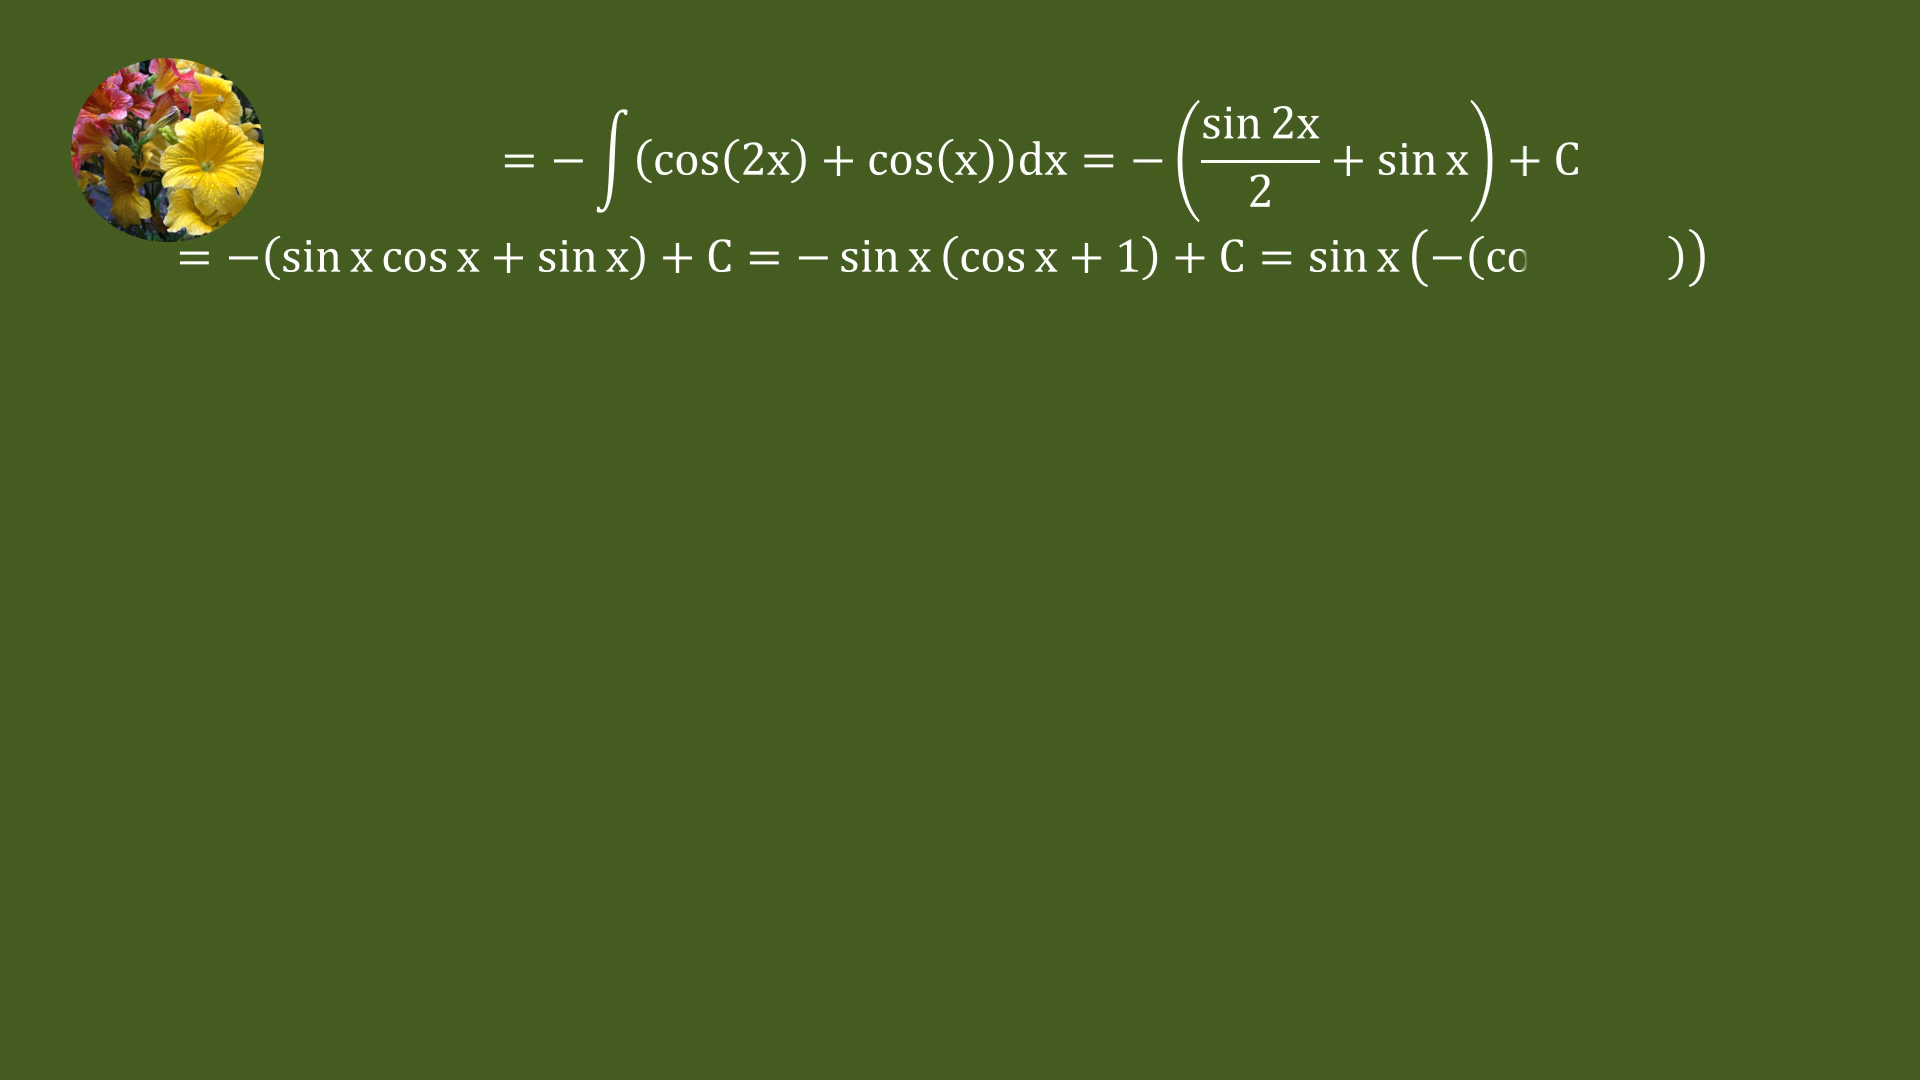 = −∫(cos(2x) + cos(x))dx = −(sin 2x/2 + sin x) + C
= −(sin x cos x + sin x) + C = − sin x (cos x + 1) + C = sin x (−(co ))